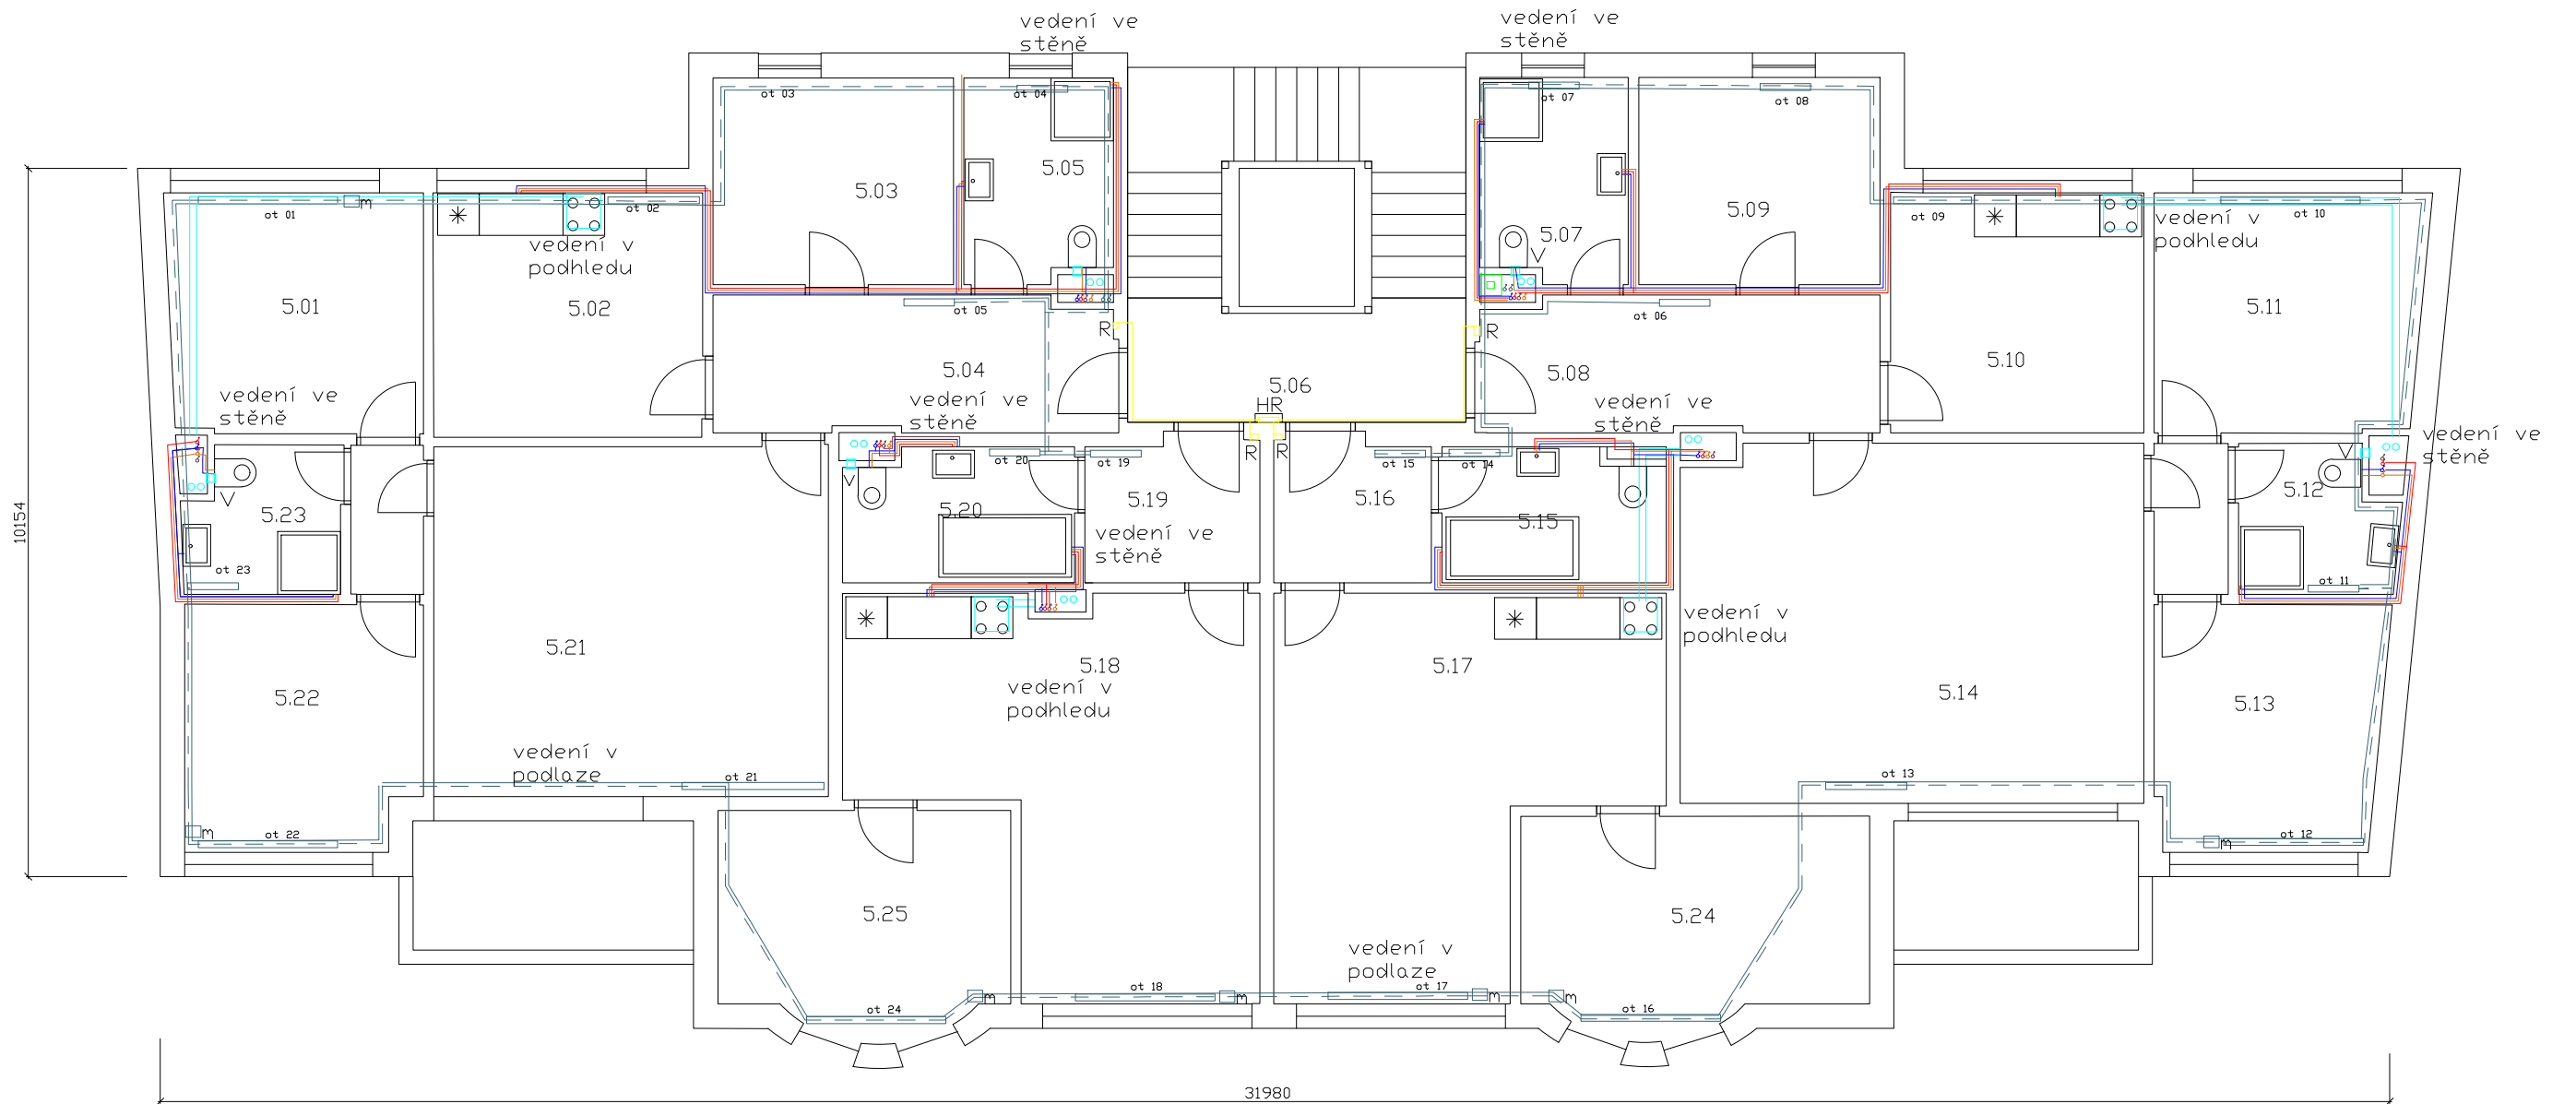 vedení ve
stěně
vedení ve
stěně
ot 03
ot 04
ot 07
ot 08
5.03
5.05
5.07
5.09
V
ot 01
m
ot 02
ot 09
ot 10
vedení v
podhledu
vedení v
podhledu
5.01
5.02
ot 05
ot 06
R
R
5.10
5.11
5.04
5.06
5.08
HR
vedení ve
stěně
vedení ve
stěně
vedení ve
stěně
vedení ve
stěně
R
R
ot 20
ot 19
ot 15
ot 14
V
V
V
5.23
5.20
5.19
5.16
5.15
5.12
10154
vedení ve
stěně
ot 23
ot 11
vedení v
podhledu
5.21
5.18
5.17
5.22
5.14
5.13
vedení v
podhledu
vedení v
podlaze
ot 21
ot 13
m
ot 22
m
ot 12
5.25
5.24
vedení v
podlaze
m
ot 18
m
ot 17
m
m
ot 24
ot 16
31980